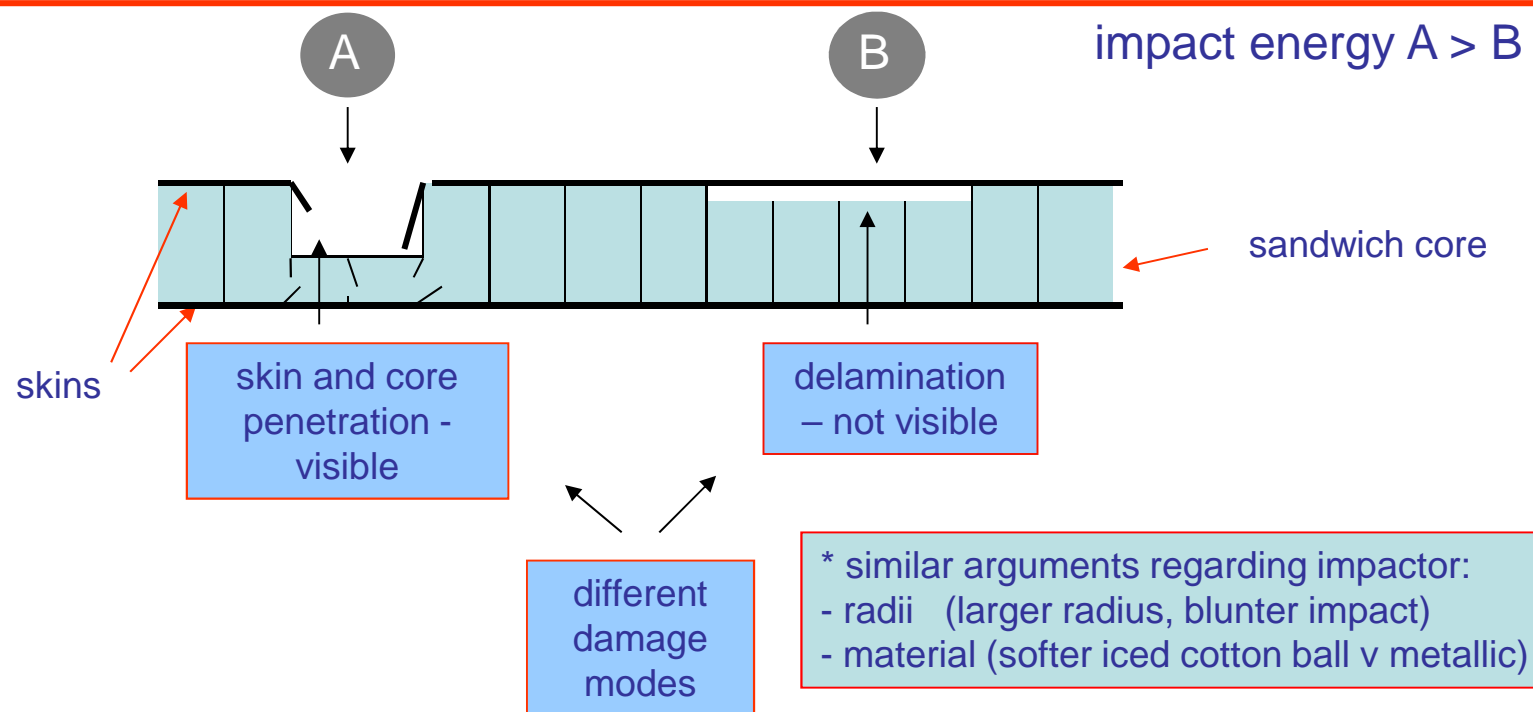 impact energy A > B
A
B
sandwich core
skins
skin and core
penetration -
visible
delamination
– not visible
different
damage
modes
* similar arguments regarding impactor:
- radii (larger radius, blunter impact)
- material (softer iced cotton ball v metallic)